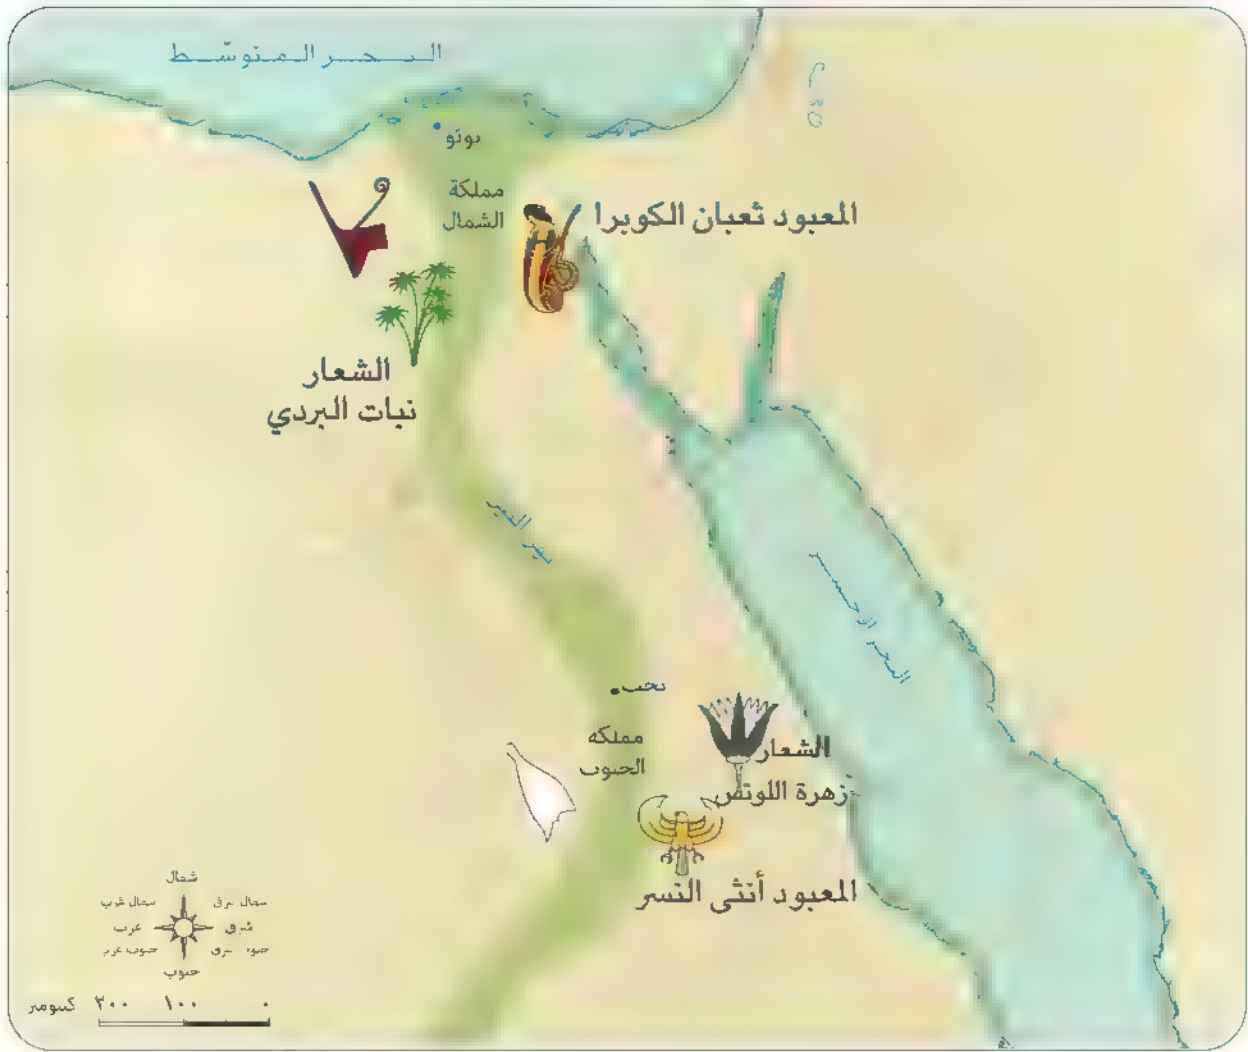 البحر المتوسّط
بوتو
مملكة
الشمال
المعبود ثعبان الكوبرا
الشعار
نبات البردي
نهر النيل
البحر الأحمر
نخب
مملكة
الجنوب
الشعار
زهرة اللوتس
المعبود أنثى النسر
شمال
شمال غرب
شمال شرق
غرب
شرق
جنوب غرب
جنوب شرق
جنوب
كيلومتر ٢٠٠ ١٠٠ ٠